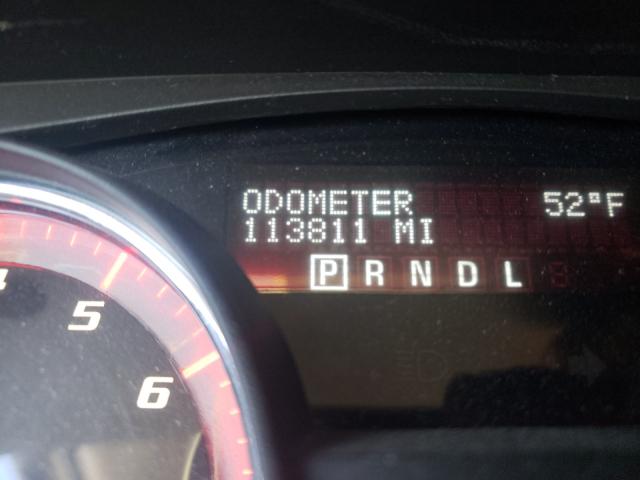 ODOMETER 52°F
113811 MI
P R N D L
5
6